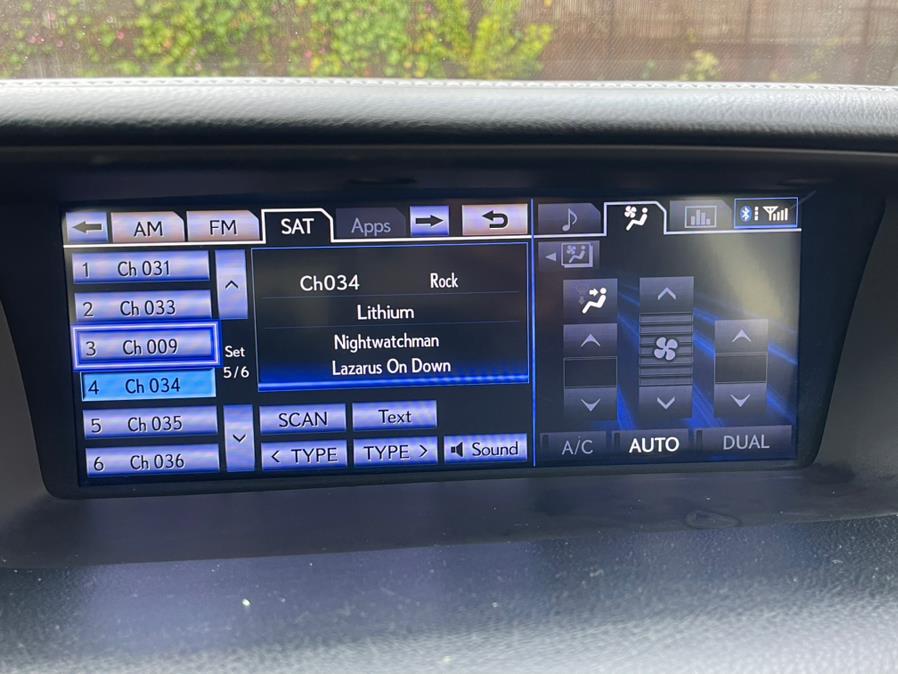 AM
FM
SAT
Apps
1 Ch 031
2 Ch 033
3 Ch 009
4 Ch 034
5 Ch 035
6 Ch 036
Set
5/6
Ch034 Rock
Lithium
Nightwatchman
Lazarus On Down
SCAN
Text
< TYPE
TYPE >
Sound
A/C
AUTO
DUAL